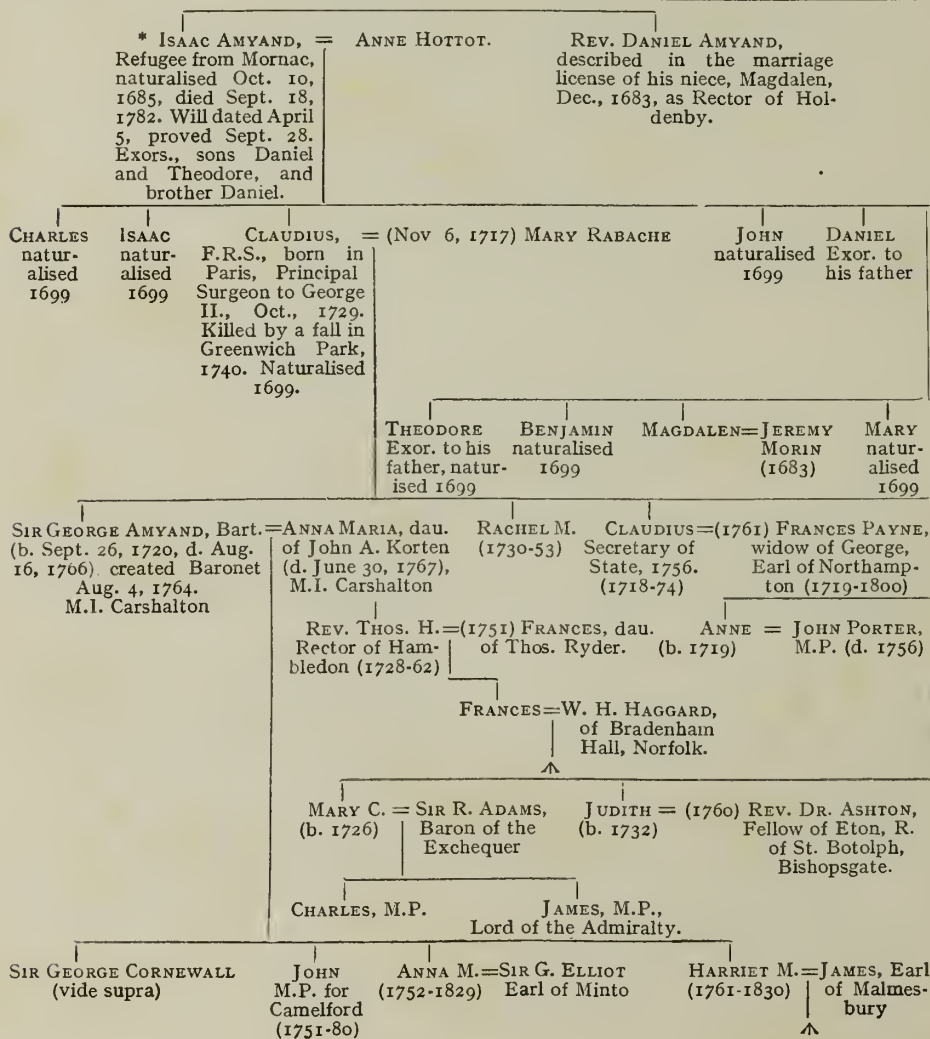 * ISAAC AMYAND, = ANNE HOTTOT.
Refugee from Mornac,
naturalised Oct. 10,
1685, died Sept. 18,
1782. Will dated April
5, proved Sept. 28.
Exors., sons Daniel
and Theodore, and
brother Daniel.
REV. DANIEL AMYAND,
described in the marriage
license of his niece, Magdalen,
Dec., 1683, as Rector of Hol-
denby.
CHARLES
natur-
alised
1699
ISAAC
natur-
alised
1699
CLAUDIUS, = (Nov 6, 1717) MARY RABACHE
F.R.S., born in
Paris, Principal
Surgeon to George
II., Oct., 1729.
Killed by a fall in
Greenwich Park,
1740. Naturalised
1699.
JOHN
naturalised
1699
DANIEL
Exor. to
his father
THEODORE
Exor. to his
father, natur-
ised 1699
BENJAMIN
naturalised
1699
MAGDALEN=JEREMY
MORIN
(1683)
MARY
natur-
alised
1699
SIR GEORGE AMYAND, Bart.=ANNA MARIA, dau.
(b. Sept. 26, 1720, d. Aug.
16, 1766) created Baronet
Aug. 4, 1764.
M.I. Carshalton
of John A. Korten
(d. June 30, 1767),
M.I. Carshalton
RACHEL M.
(1730-53)
CLAUDIUS=(1761) FRANCES PAYNE,
Secretary of
State, 1756.
(1718-74)
widow of George,
Earl of Northamp-
ton (1719-1800)
REV. THOS. H.=(1751) FRANCES, dau.
Rector of Ham-
bledon (1728-62)
of Thos. Ryder.
ANNE = JOHN PORTER,
(b. 1719) M.P. (d. 1756)
FRANCES=W. H. HAGGARD,
of Bradenham
Hall, Norfolk.
MARY C. = SIR R. ADAMS,
(b. 1726) Baron of the
Exchequer
JUDITH = (1760) REV. DR. ASHTON,
(b. 1732) Fellow of Eton, R.
of St. Botolph,
Bishopsgate.
CHARLES, M.P.
JAMES, M.P.,
Lord of the Admiralty.
SIR GEORGE CORNEWALL
(vide supra)
JOHN
M.P. for
Camelford
(1751-80)
ANNA M.=SIR G. ELLIOT
(1752-1829) Earl of Minto
HARRIET M.=JAMES, Earl
(1761-1830) of Malmes-
bury